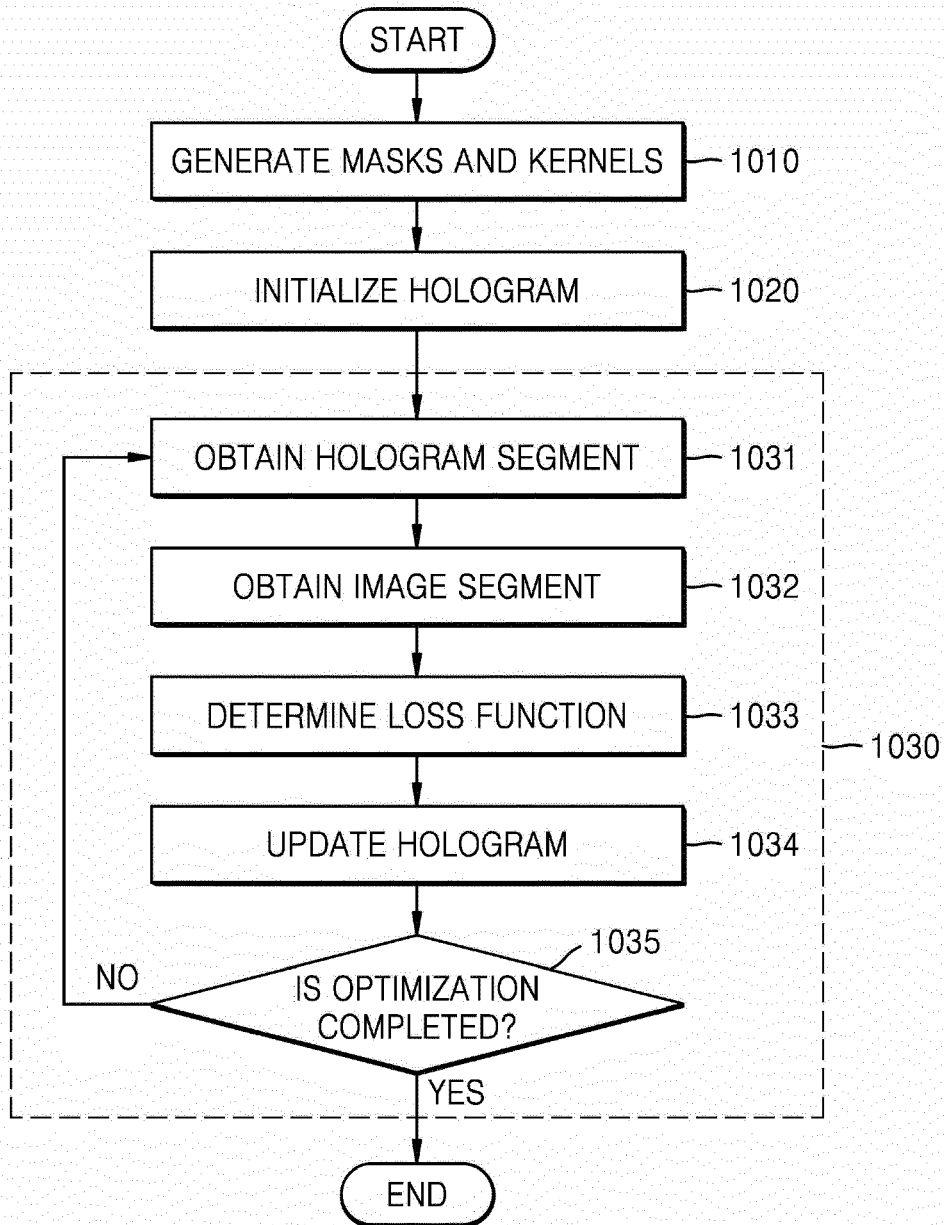 START
GENERATE MASKS AND KERNELS
1010
INITIALIZE HOLOGRAM
1020
OBTAIN HOLOGRAM SEGMENT
1031
OBTAIN IMAGE SEGMENT
1032
DETERMINE LOSS FUNCTION
1033
1030
UPDATE HOLOGRAM
1034
1035
NO
IS OPTIMIZATION
COMPLETED?
YES
END